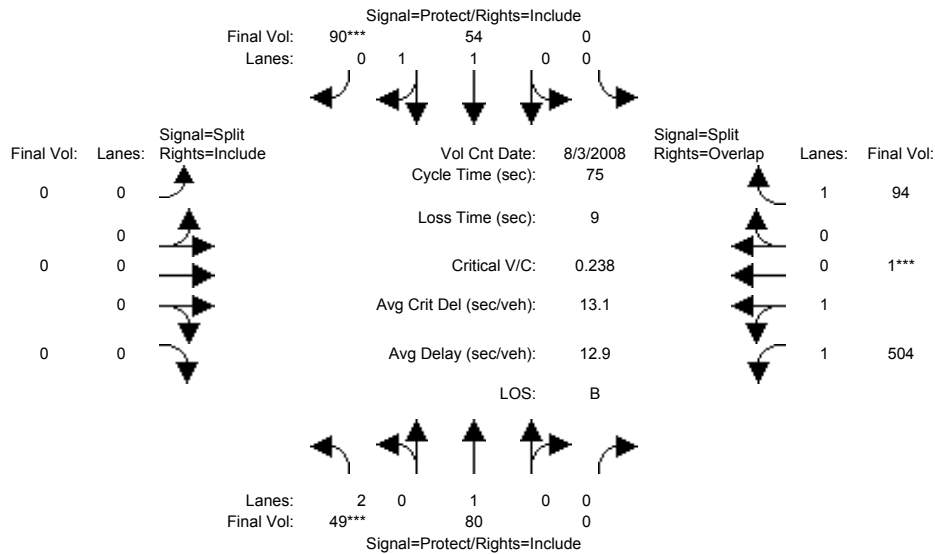 Signal=Protect/Rights=Include
Final Vol: 90*** 54 0
Lanes: 0 1 1 0 0
Signal=Split
Final Vol: Lanes: Rights=Include
Vol Cnt Date: 8/3/2008
Signal=Split
Rights=Overlap Lanes: Final Vol:
Cycle Time (sec): 75
0 0
1 94
Loss Time (sec): 9
0
0
0 0
Critical V/C: 0.238
0 1***
0
Avg Crit Del (sec/veh): 13.1
1
0 0
Avg Delay (sec/veh): 12.9
1 504
LOS: B
Lanes: 2 0 1 0 0
Final Vol: 49*** 80 0
Signal=Protect/Rights=Include